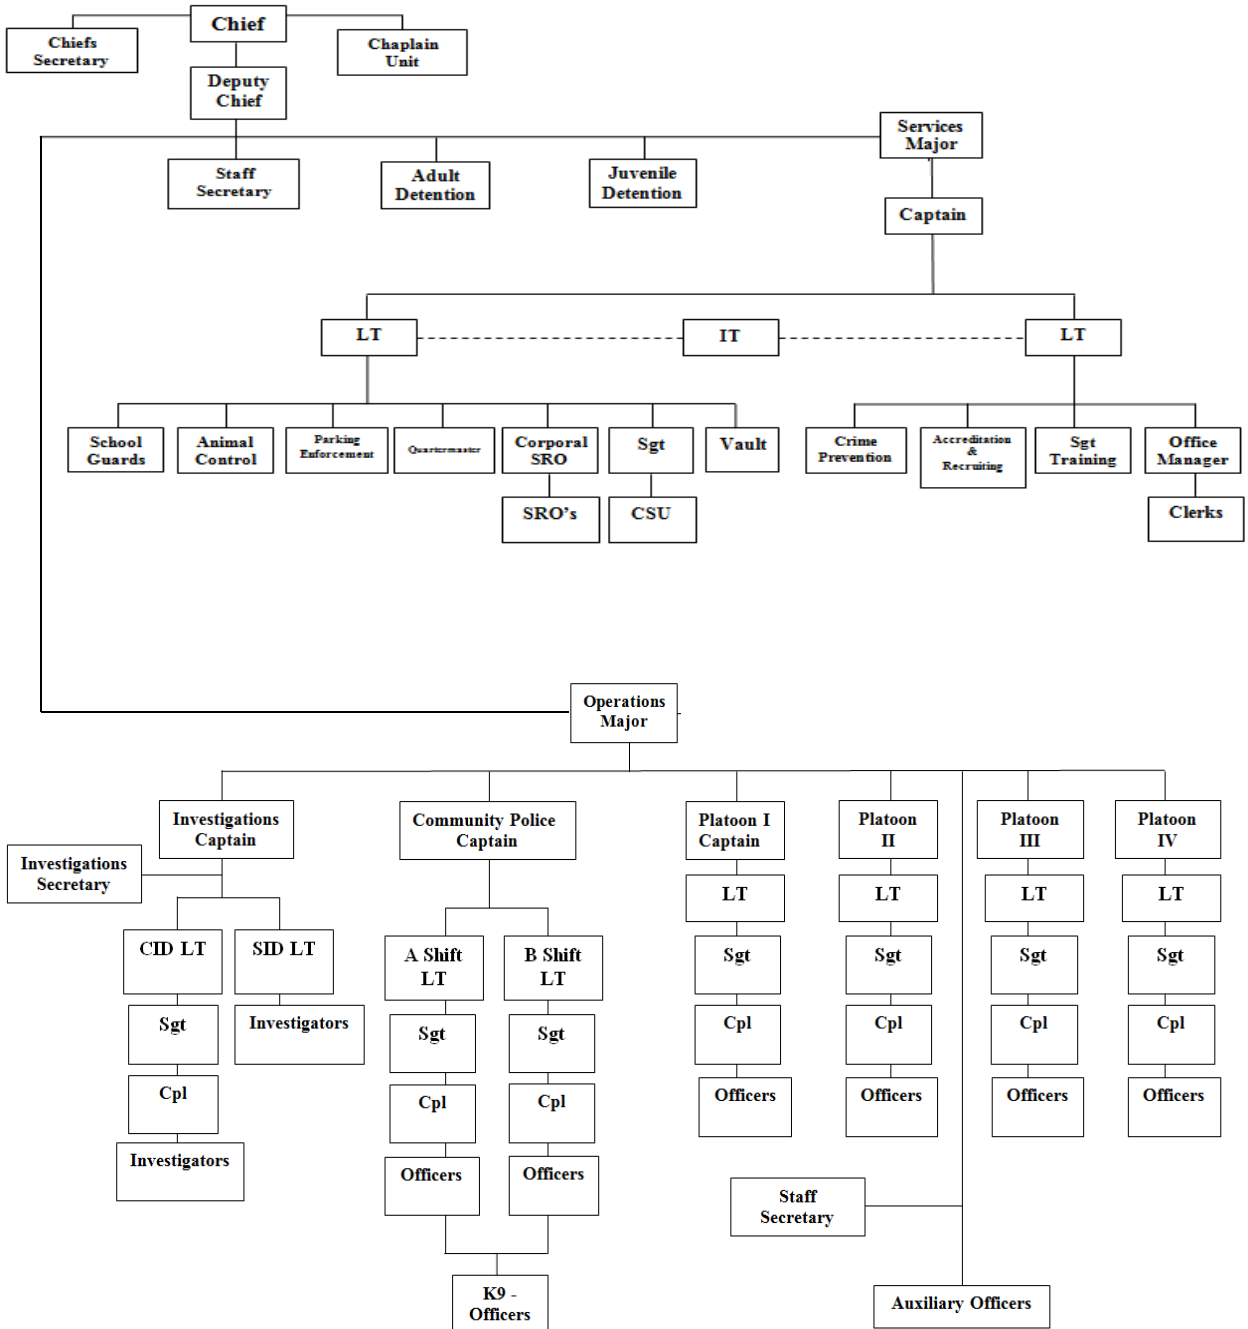 Chief
Chiefs
Secretary
Chaplain
Unit
Deputy
Chief
Services
Major
Staff
Secretary
Adult
Detention
Juvenile
Detention
Captain
LT
IT
LT
School
Guards
Animal
Control
Parking
Enforcement
Quartermaster
Corporal
SRO
Sgt
Vault
Crime
Prevention
Accreditation
&
Recruiting
Sgt
Training
Office
Manager
SRO's
CSU
Clerks
Operations
Major
Investigations
Captain
Community Police
Captain
Platoon I
Captain
Platoon
II
Platoon
III
Platoon
IV
Investigations
Secretary
LT
LT
LT
LT
CID LT
SID LT
A Shift
LT
B Shift
LT
Sgt
Sgt
Sgt
Sgt
Sgt
Investigators
Sgt
Sgt
Cpl
Cpl
Cpl
Cpl
Cpl
Cpl
Cpl
Officers
Officers
Officers
Officers
Investigators
Officers
Officers
Staff
Secretary
K9 -
Officers
Auxiliary Officers